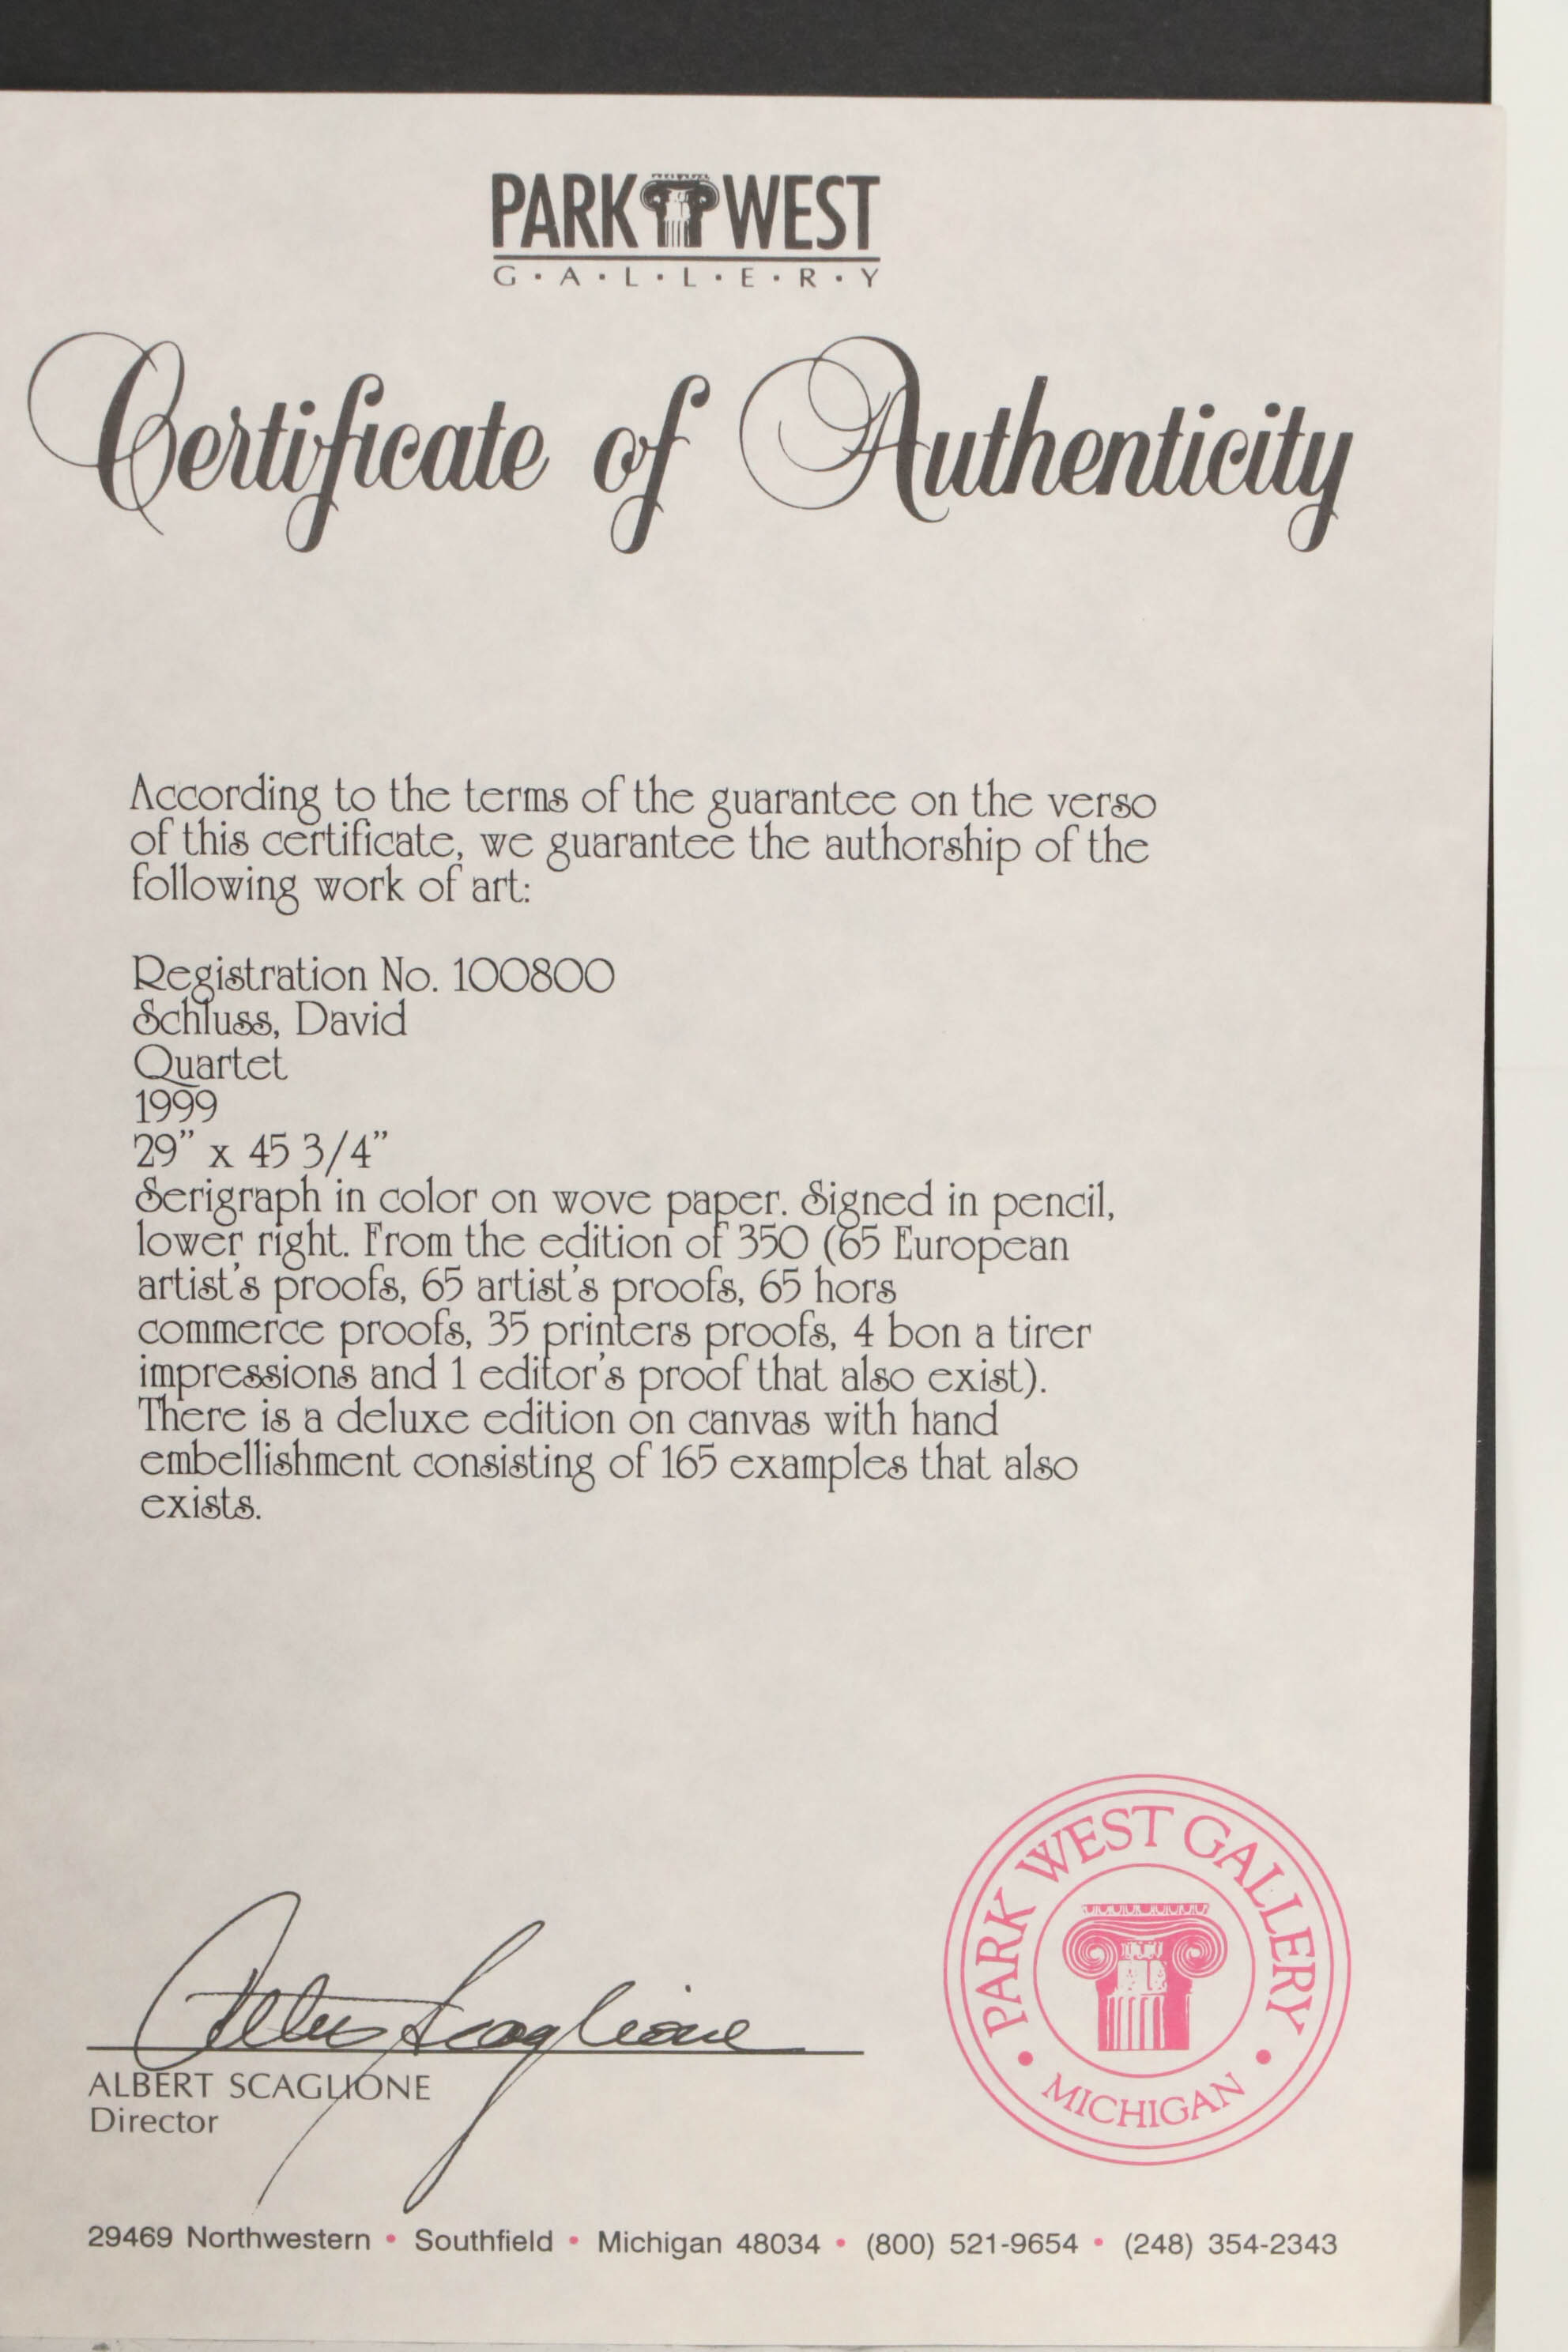 PARK WEST
G·A·L·L·E·R·Y
Certificate of Authenticity
According to the terms of the guarantee on the verso
of this certificate, we guarantee the authorship of the
following work of art:
Registration No. 100800
Schluss, David
Quartet
1999
29” x 45 3/4”
Serigraph in color on wove paper. Signed in pencil,
lower right. From the edition of 350 (65 European
artist's proofs, 65 artist's proofs, 65 hors
commerce proofs, 35 printers proofs, 4 bon a tirer
impressions and 1 editor's proof that also exist).
There is a deluxe edition on canvas with hand
embellishment consisting of 165 examples that also
exists.
PARK WEST GALLERY
• MICHIGAN •
Albert Scaglione
ALBERT SCAGLIONE
Director
29469 Northwestern • Southfield • Michigan 48034 • (800) 521-9654 • (248) 354-2343